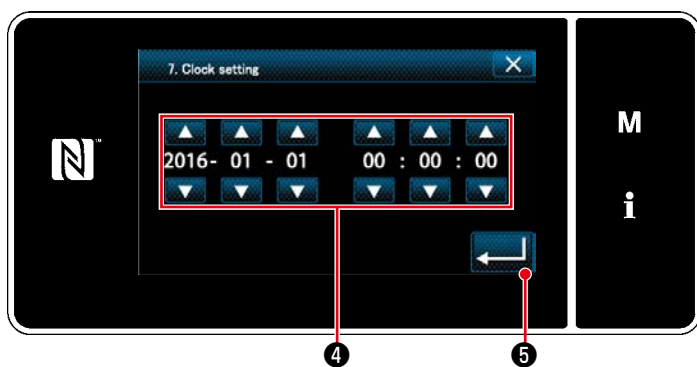 7. Clock setting
2016- 01 - 01 00 : 00 : 00
M
i
❹ ❺